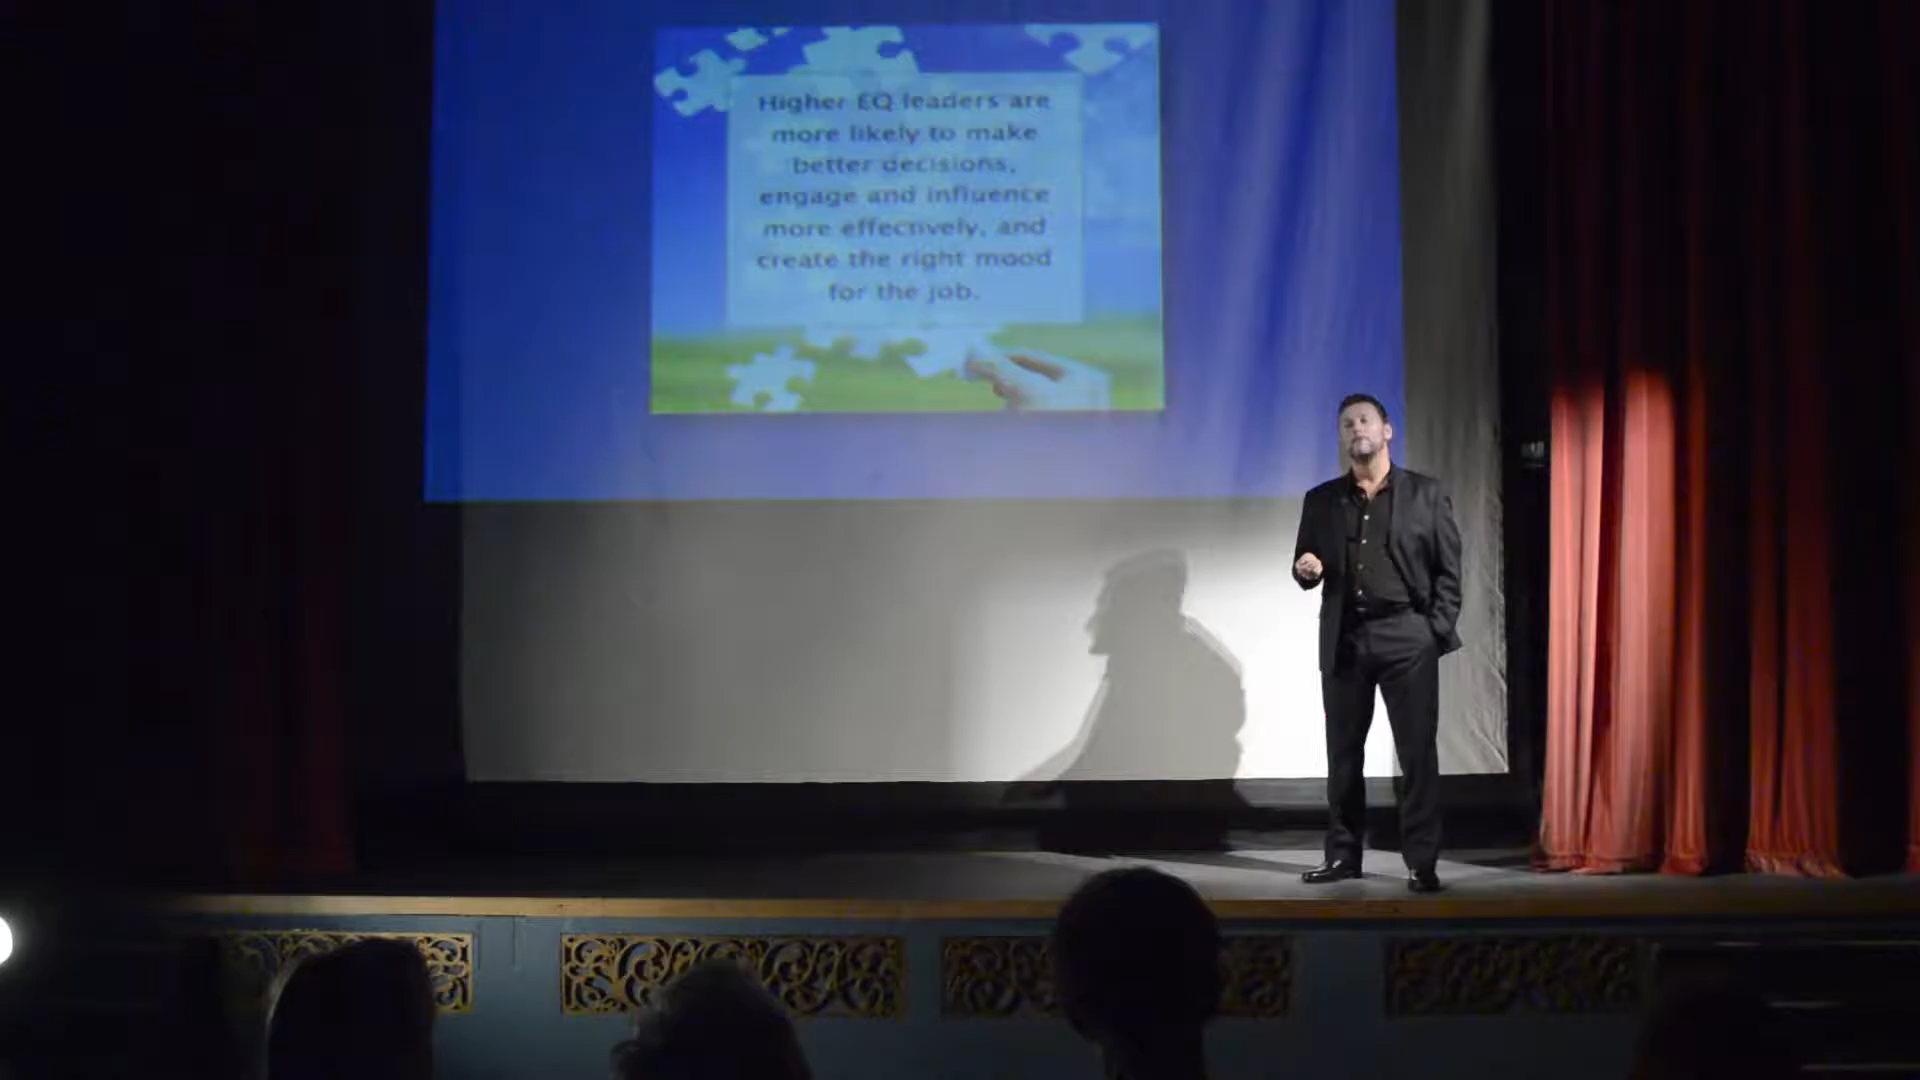 Higher EQ leaders are
more likely to make
better decisions,
engage and influence
more effectively, and
create the right mood
for the job.